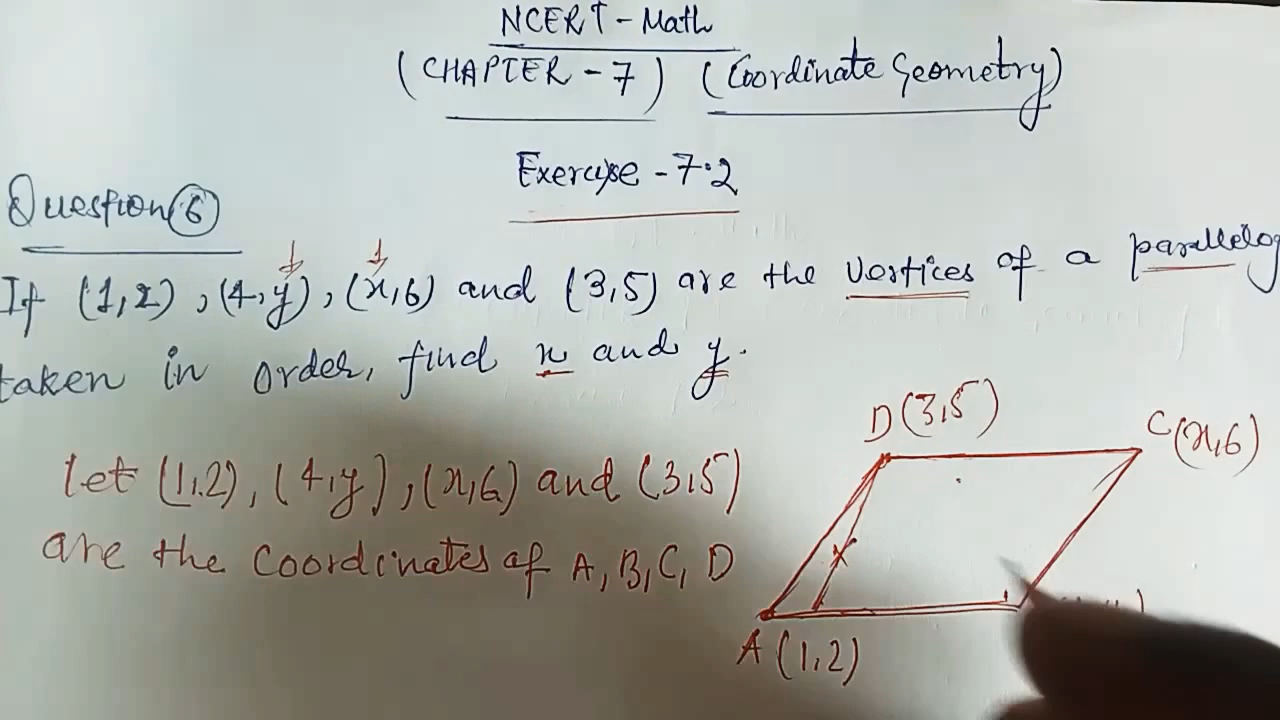 NCERT - Math
(CHAPTER - 7) (Coordinate Geometry)
Exercise - 7.2
Question 6
If (1,2), (4,y), (x,6) and (3,5) are the vertices of a parallelog
taken in order, find x and y.
D(3,5)
C(x,6)
Let (1,2), (4,y), (x,6) and (3,5)
are the coordinates of A, B, C, D
A(1,2)